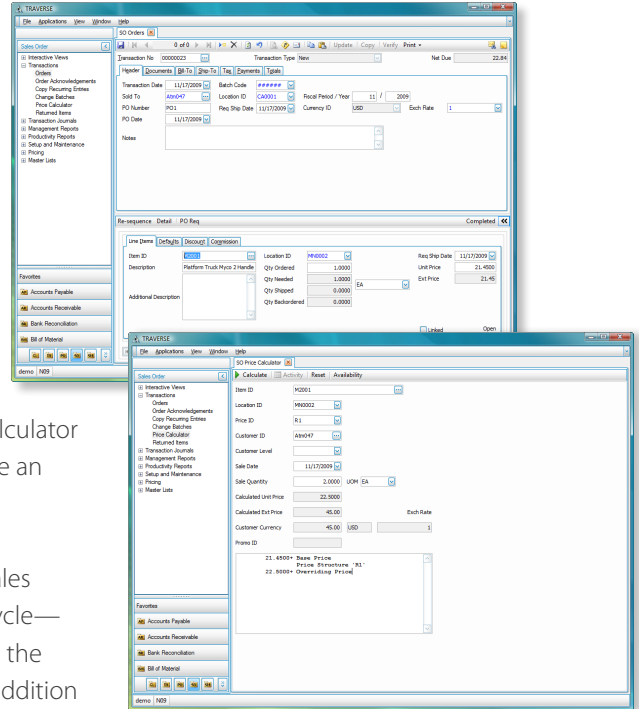 TRAVERSE
File Applications View Window Help
SO Orders
Sales Order
0 of 0 Update Copy Verify Print
Interactive Views
Transactions
Orders
Order Acknowledgements
Copy Recurring Entries
Change Batches
Price Calculator
Returned Items
Transaction Journals
Management Reports
Productivity Reports
Setup and Maintenance
Pricing
Master Lists
Favorites
Accounts Payable
Accounts Receivable
Bank Reconciliation
Bill of Material
demo N09
Transaction No 00000023 Transaction Type New Net Due 22.84
Header Documents Bill-To Ship-To Tax Payments Totals
Transaction Date 11/17/2009 Batch Code ######
Sold To Atm047 Location ID CA0001 Fiscal Period / Year 11 / 2009
PO Number PO1 Req Ship Date 11/17/2009 Currency ID USD Exch Rate 1
PO Date 11/17/2009
Notes
Re-sequence Detail PO Req Completed
Line Items Defaults Discount Commission
Item ID M2001 Location ID MN0002 Req Ship Date 11/17/2009
Description Platform Truck Myco 2 Handle Qty Ordered 1.0000 Unit Price 21.4500
Qty Needed 1.0000 EA Ext Price 21.45
Additional Description Qty Shipped 0.0000
Qty Backordered 0.0000
Linked Open
TRAVERSE
File Applications View Window Help
SO Price Calculator
Sales Order
Calculate Activity Reset Availability
Interactive Views
Transactions
Orders
Order Acknowledgements
Copy Recurring Entries
Change Batches
Price Calculator
Returned Items
Transaction Journals
Management Reports
Productivity Reports
Setup and Maintenance
Pricing
Master Lists
Favorites
Accounts Payable
Accounts Receivable
Bank Reconciliation
Bill of Material
demo N09
Item ID M2001
Location ID MN0002
Price ID R1
Customer ID Atm047
Customer Level
Sale Date 11/17/2009
Sale Quantity 2.0000 UOM EA
Calculated Unit Price 22.5000
Calculated Ext Price 45.00 Exch Rate
Customer Currency 45.00 USD 1
Promo ID
21.4500+ Base Price
Price Structure 'R1'
22.5000+ Overriding Price
lculator
e an
ales
ycle—
the
ddition